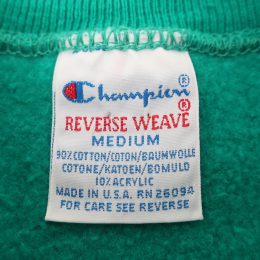 Champion®
REVERSE WEAVE®
MEDIUM
90% COTTON/COTON/BAUMWOLLE
COTONE/KATOEN/BOMULD
10% ACRYLIC
MADE IN U.S.A. RN 26094
FOR CARE SEE REVERSE